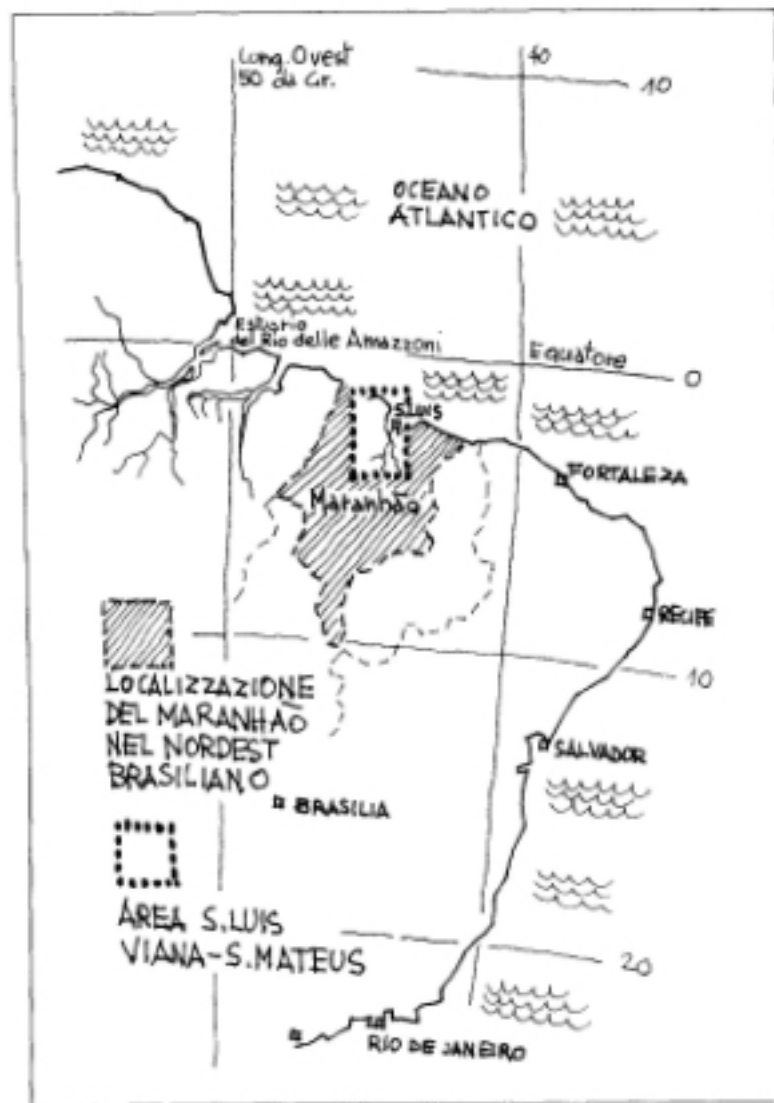 Long. Ovest
50 da Gr.
40
10
OCEANO
ATLANTICO
Estuario
del Rio delle Amazzoni
Equatore
0
S. LUIS
FORTALEZA
Maranhão
RECIFE
10
LOCALIZZAZIONE
DEL MARANHÃO
NEL NORDEST
BRASILIANO
SALVADOR
BRASILIA
AREA S. LUIS
VIANA-S. MATEUS
20
RIO DE JANEIRO